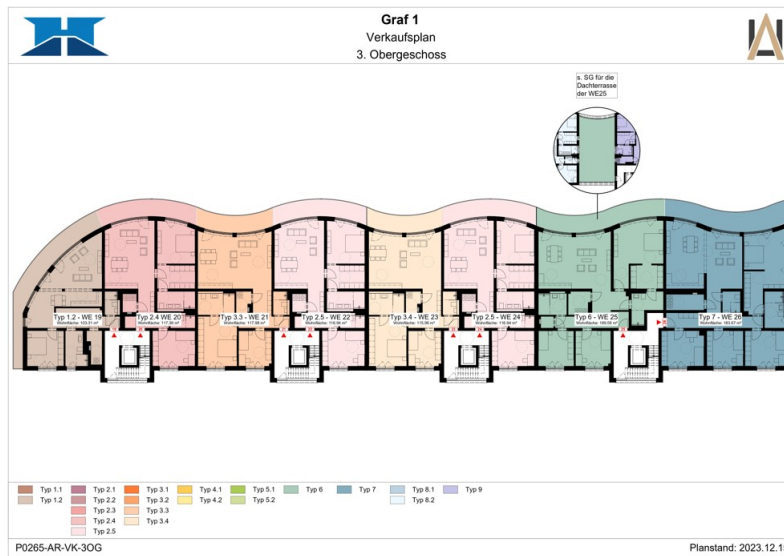 Graf 1
Verkaufsplan
3. Obergeschoss
s. SG für die
Dachterrasse
der WE25
Typ 1.2 - WE 19
Typ 2.4 WE 20
Typ 3.3 - WE 21
Typ 2.5 - WE 22
Typ 3.4 - WE 23
Typ 2.5 - WE 24
Typ 6 - WE 25
Typ 7 - WE 26
Typ 1.1
Typ 2.1
Typ 3.1
Typ 4.1
Typ 5.1
Typ 6
Typ 7
Typ 8.1
Typ 9
Typ 1.2
Typ 2.2
Typ 3.2
Typ 4.2
Typ 5.2
Typ 8.2
Typ 2.3
Typ 3.3
Typ 2.4
Typ 3.4
Typ 2.5
P0265-AR-VK-3OG
Planstand: 2023.12.1